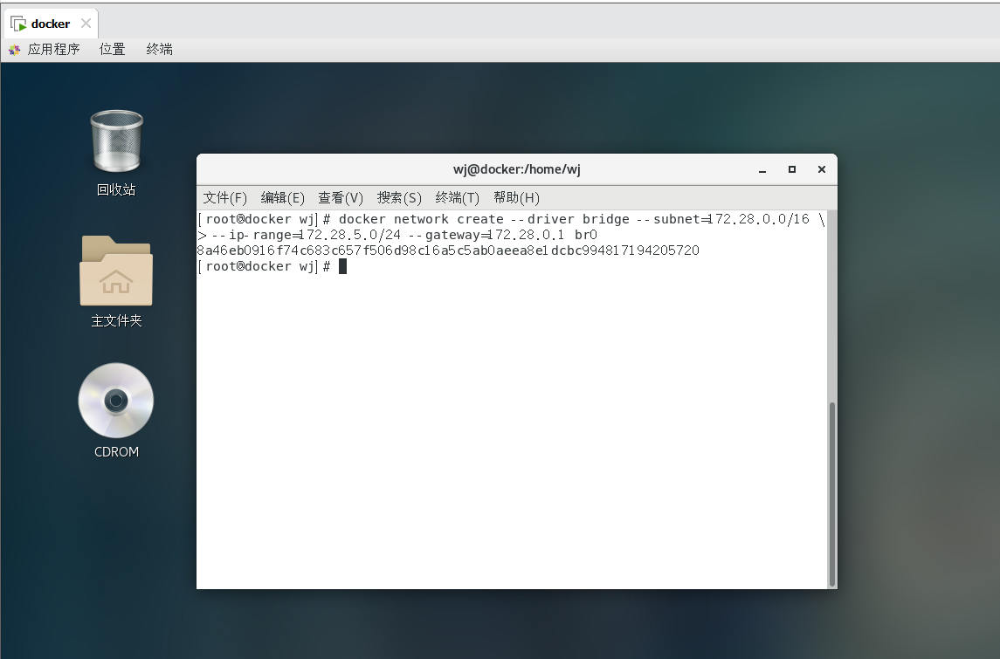 docker
应用程序 位置 终端
回收站
主文件夹
CDROM
wj@docker:/home/wj
文件(F) 编辑(E) 查看(V) 搜索(S) 终端(T) 帮助(H)
[root@docker wj]# docker network create --driver bridge --subnet=172.28.0.0/16 \
> --ip-range=172.28.5.0/24 --gateway=172.28.0.1 br0
8a46eb0916f74c683c657f506d98c16a5c5ab0aeea8e1dcbc994817194205720
[root@docker wj]#